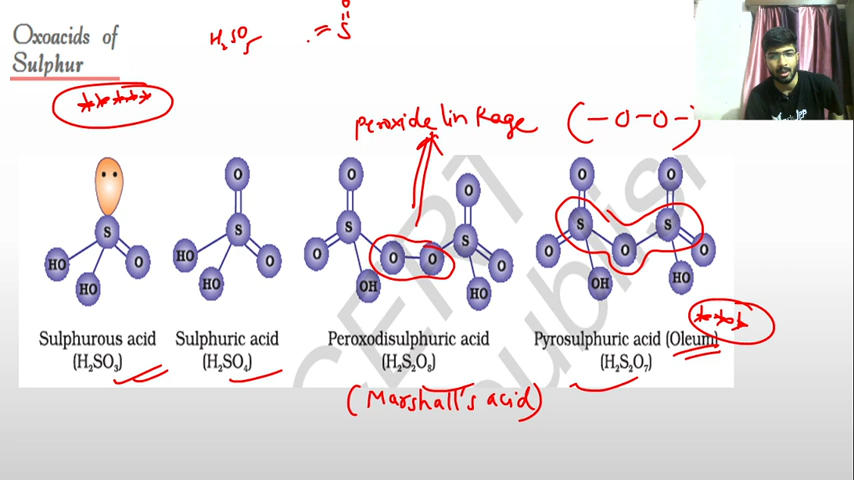 Oxoacids of
Sulphur
H₂SO₅
= S
O
*****
peroxide linkage (-O-O-)
O O O O O O
S S S S S S
HO O HO O O O O O O O O
HO HO OH HO OH HO
Sulphurous acid Sulphuric acid Peroxodisulphuric acid Pyrosulphuric acid (Oleum)
(H₂SO₃) (H₂SO₄) (H₂S₂O₈) (H₂S₂O₇)
***
(Marshall's acid)